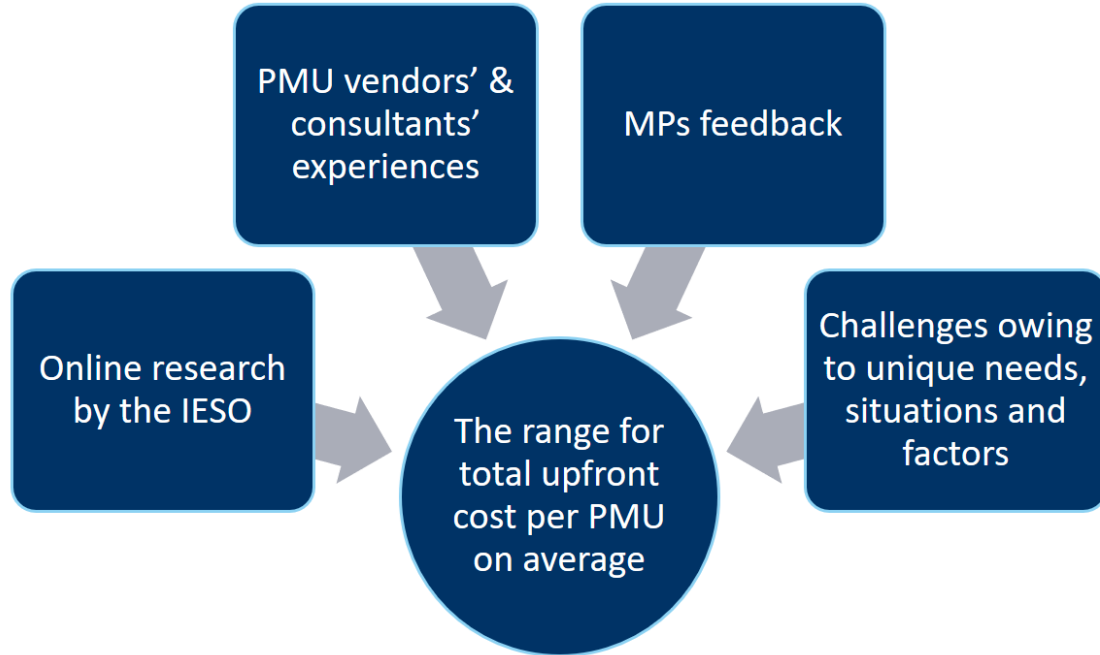 PMU vendors’ &
consultants’
experiences
MPs feedback
Online research
by the IESO
Challenges owing
to unique needs,
situations and
factors
The range for
total upfront
cost per PMU
on average